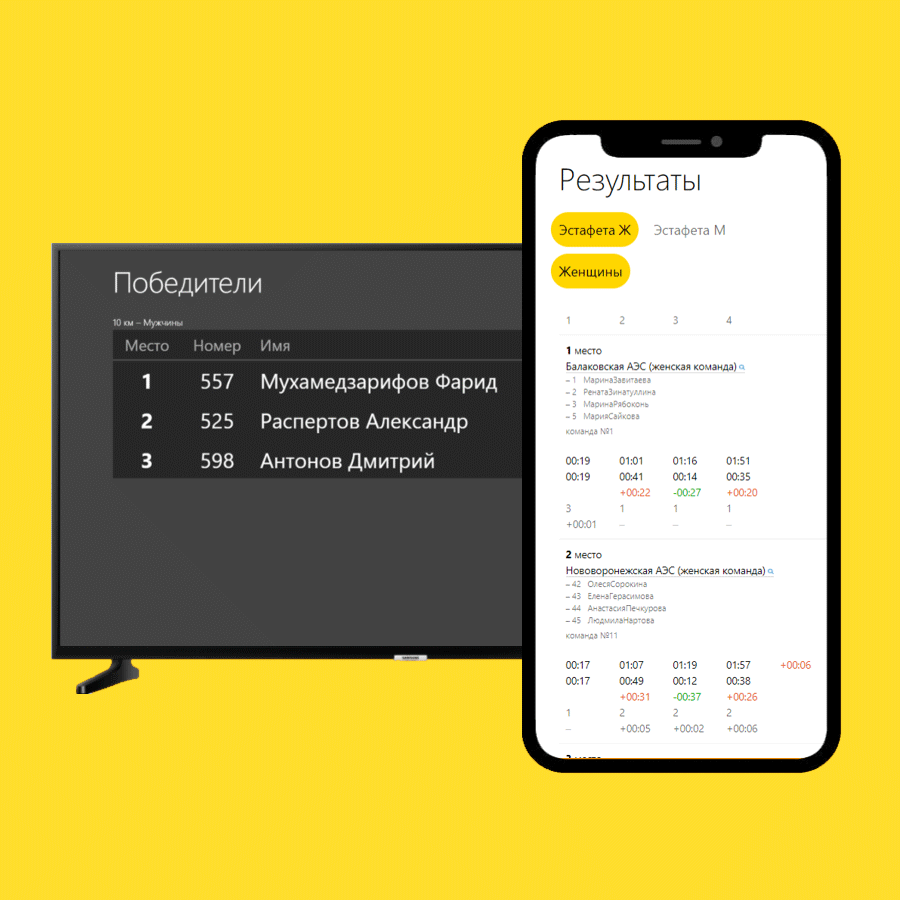 Победители
10 км – Мужчины
Место Номер Имя
1 557 Мухамедзарифов Фарид
2 525 Распертов Александр
3 598 Антонов Дмитрий
Результаты
Эстафета Ж Эстафета М
Женщины
1 2 3 4
1 место
Балаковская АЭС (женская команда)
– 1 МаринаЗавитаева
– 2 РенатаЗинатуллина
– 3 МаринаРябоконь
– 5 МарияСайкова
команда №1
00:19 01:01 01:16 01:51
00:19 00:41 00:14 00:35
+00:22 -00:27 +00:20
3 1 1 1
+00:01 – – –
2 место
Нововоронежская АЭС (женская команда)
– 42 ОлесяСорокина
– 43 ЕленаГерасимова
– 44 АнастасияПечкурова
– 45 ЛюдмилаНартова
команда №11
00:17 01:07 01:19 01:57 +00:06
00:17 00:49 00:12 00:38
+00:31 -00:37 +00:26
1 2 2 2
– +00:05 +00:02 +00:06